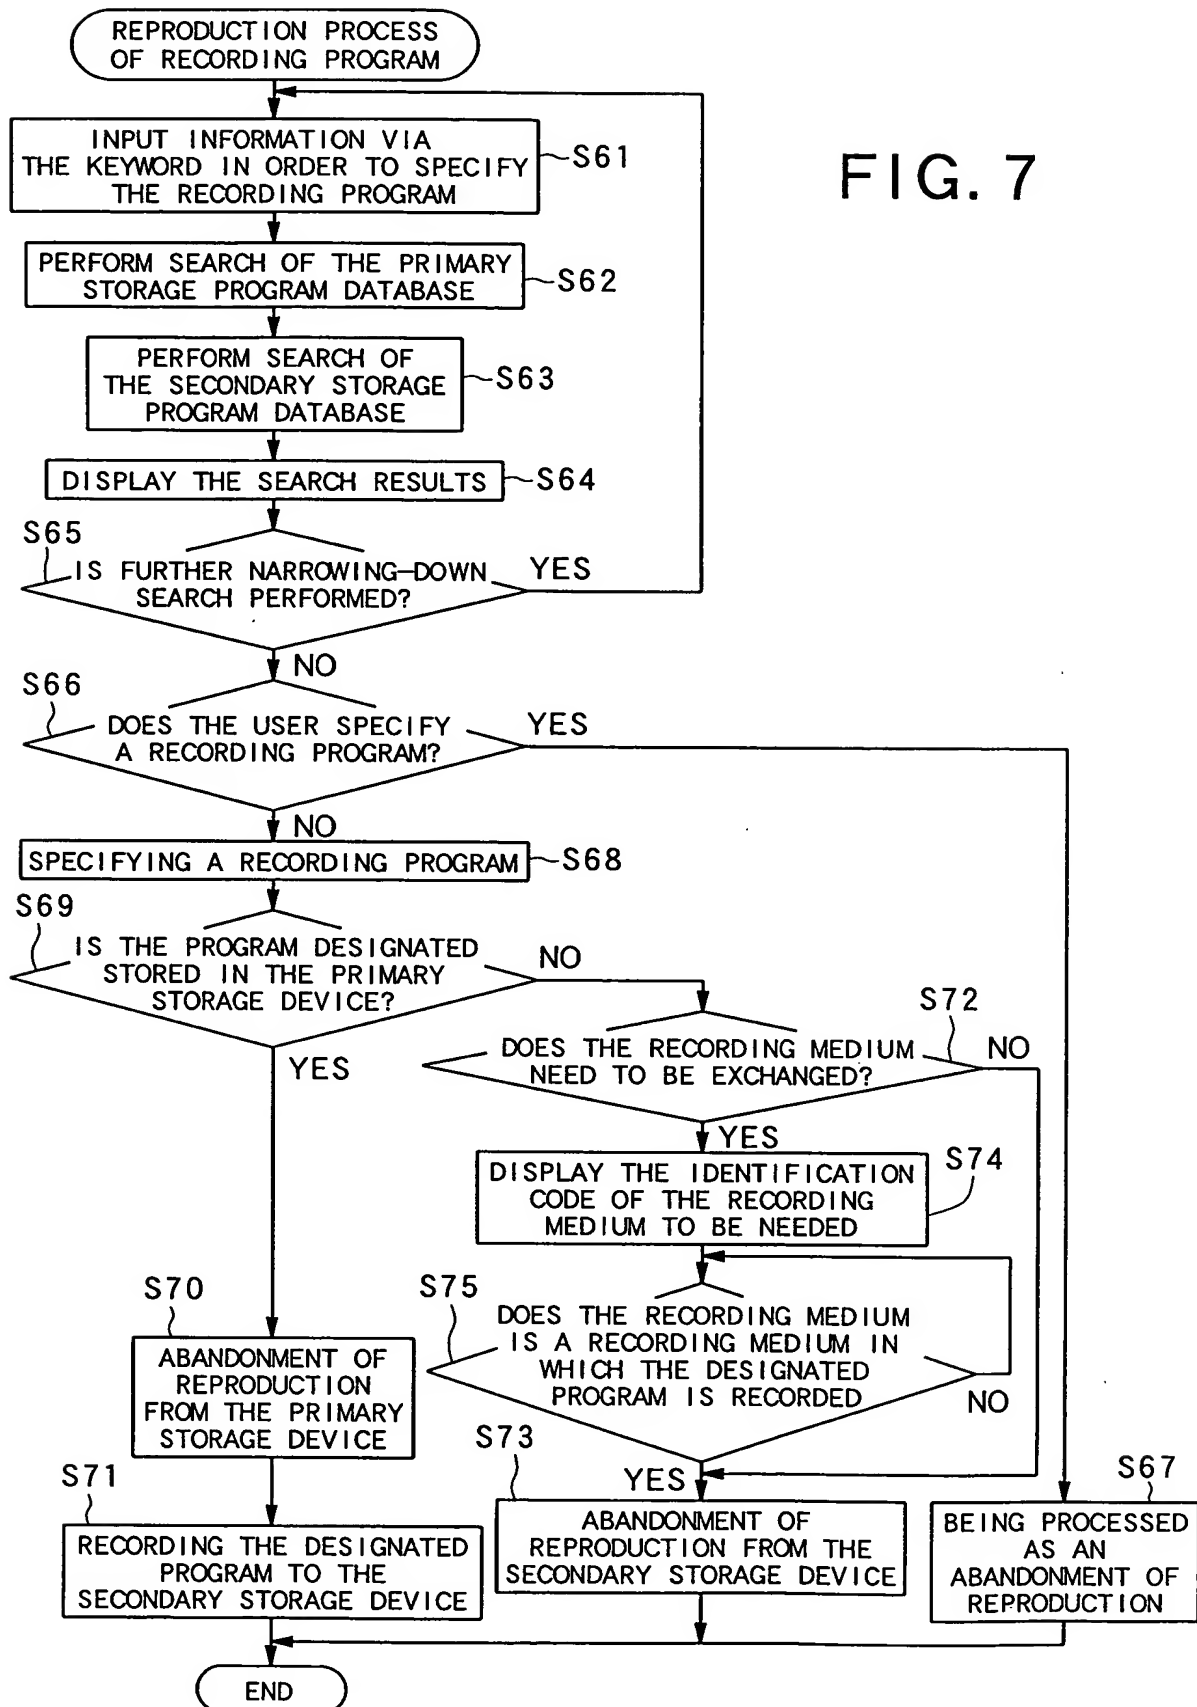 REPRODUCTION PROCESS
OF RECORDING PROGRAM
FIG. 7
INPUT INFORMATION VIA
THE KEYWORD IN ORDER TO SPECIFY
THE RECORDING PROGRAM
S61
PERFORM SEARCH OF THE PRIMARY
STORAGE PROGRAM DATABASE
S62
PERFORM SEARCH OF
THE SECONDARY STORAGE
PROGRAM DATABASE
S63
DISPLAY THE SEARCH RESULTS
S64
S65
IS FURTHER NARROWING-DOWN
SEARCH PERFORMED?
YES
NO
S66
DOES THE USER SPECIFY
A RECORDING PROGRAM?
YES
NO
SPECIFYING A RECORDING PROGRAM
S68
S69
IS THE PROGRAM DESIGNATED
STORED IN THE PRIMARY
STORAGE DEVICE?
NO
YES
S72
DOES THE RECORDING MEDIUM
NEED TO BE EXCHANGED?
NO
YES
DISPLAY THE IDENTIFICATION
CODE OF THE RECORDING
MEDIUM TO BE NEEDED
S74
S75
DOES THE RECORDING MEDIUM
IS A RECORDING MEDIUM IN
WHICH THE DESIGNATED
PROGRAM IS RECORDED
NO
YES
S70
ABANDONMENT OF
REPRODUCTION
FROM THE PRIMARY
STORAGE DEVICE
S71
RECORDING THE DESIGNATED
PROGRAM TO THE
SECONDARY STORAGE DEVICE
S73
ABANDONMENT OF
REPRODUCTION FROM THE
SECONDARY STORAGE DEVICE
S67
BEING PROCESSED
AS AN
ABANDONMENT OF
REPRODUCTION
END